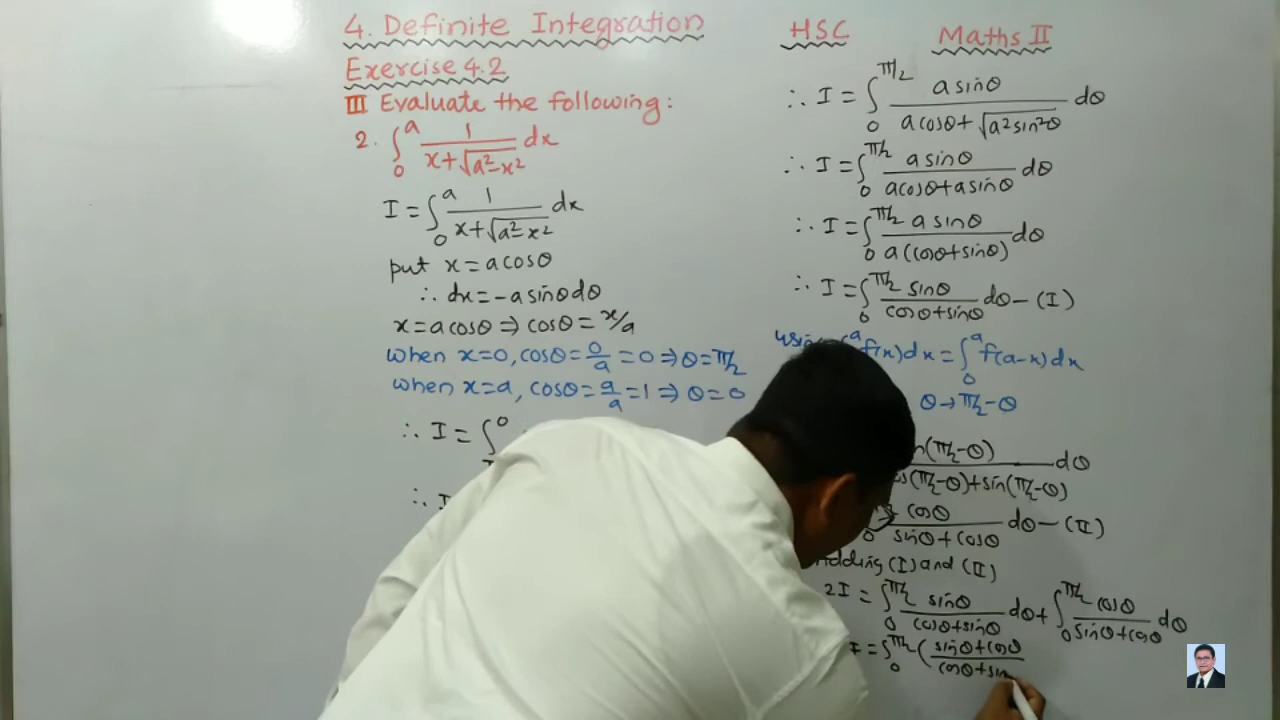 4. Definite Integration
Exercise 4.2
III Evaluate the following:
2. ∫₀ᵃ 1/(x+√(a²-x²)) dx
I = ∫₀ᵃ 1/(x+√(a²-x²)) dx
put x = a cosθ
∴ dx = -a sinθ dθ
x = a cosθ ⇒ cosθ = x/a
when x=0, cosθ = 0/a = 0 ⇒ θ = π/2
when x=a, cosθ = a/a = 1 ⇒ θ = 0
∴ I = ∫ ⁰
∴ I
HSC Maths II
∴ I = ∫₀^(π/2) a sinθ/(a cosθ + √(a² sin²θ)) dθ
∴ I = ∫₀^(π/2) a sinθ/(a cosθ + a sinθ) dθ
∴ I = ∫₀^(π/2) a sinθ/(a(cosθ + sinθ)) dθ
∴ I = ∫₀^(π/2) sinθ/(cosθ + sinθ) dθ - (I)
f(x) dx = ∫₀ᵃ f(a-x) dx
θ → π/2 - θ
(π/2-θ)/((π/2-θ) + sin(π/2-θ)) dθ
cosθ/(sinθ + cosθ) dθ - (II)
(I) and (II)
2I = ∫₀^(π/2) sinθ/(cosθ + sinθ) dθ + ∫₀^(π/2) cosθ/(sinθ + cosθ) dθ
I = ∫₀^(π/2) ( (sinθ + cosθ)/(cosθ + sin